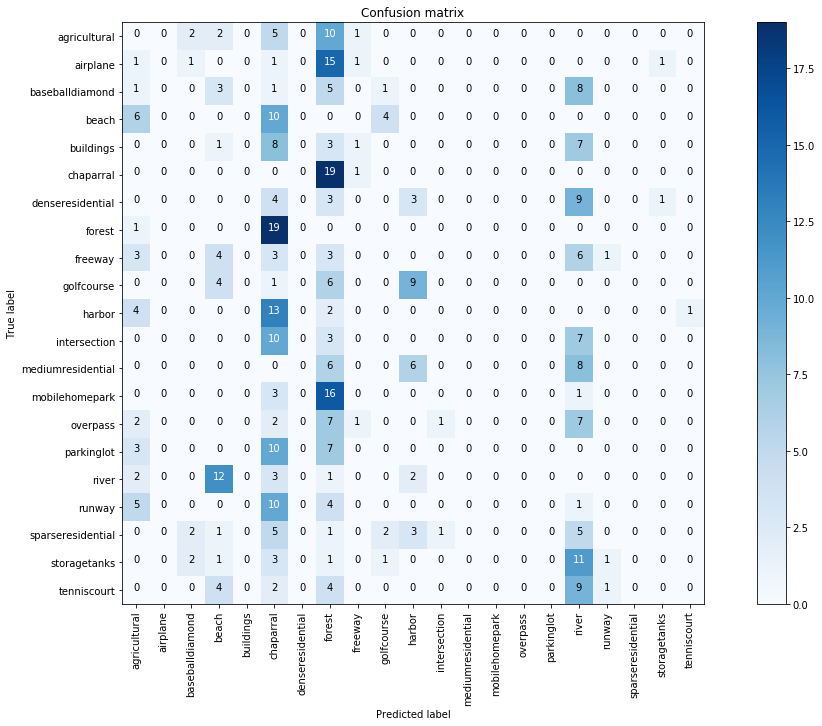 Confusion matrix
agricultural 0 0 2 2 0 5 0 10 1 0 0 0 0 0 0 0 0 0 0 0 0
airplane 1 0 1 0 0 1 0 15 1 0 0 0 0 0 0 0 0 0 0 1 0
baseballdiamond 1 0 0 3 0 1 0 5 0 1 0 0 0 0 0 0 8 0 0 0 0
beach 6 0 0 0 0 10 0 0 0 4 0 0 0 0 0 0 0 0 0 0 0
buildings 0 0 0 1 0 8 0 3 1 0 0 0 0 0 0 0 7 0 0 0 0
chaparral 0 0 0 0 0 0 0 19 1 0 0 0 0 0 0 0 0 0 0 0 0
denseresidential 0 0 0 0 0 4 0 3 0 0 3 0 0 0 0 0 9 0 0 1 0
forest 1 0 0 0 0 19 0 0 0 0 0 0 0 0 0 0 0 0 0 0 0
freeway 3 0 0 4 0 3 0 3 0 0 0 0 0 0 0 0 6 1 0 0 0
golfcourse 0 0 0 4 0 1 0 6 0 0 9 0 0 0 0 0 0 0 0 0 0
harbor 4 0 0 0 0 13 0 2 0 0 0 0 0 0 0 0 0 0 0 0 1
intersection 0 0 0 0 0 10 0 3 0 0 0 0 0 0 0 0 7 0 0 0 0
mediumresidential 0 0 0 0 0 0 0 6 0 0 6 0 0 0 0 0 8 0 0 0 0
mobilehomepark 0 0 0 0 0 3 0 16 0 0 0 0 0 0 0 0 1 0 0 0 0
overpass 2 0 0 0 0 2 0 7 1 0 0 1 0 0 0 0 7 0 0 0 0
parkinglot 3 0 0 0 0 10 0 7 0 0 0 0 0 0 0 0 0 0 0 0 0
river 2 0 0 12 0 3 0 1 0 0 2 0 0 0 0 0 0 0 0 0 0
runway 5 0 0 0 0 10 0 4 0 0 0 0 0 0 0 0 1 0 0 0 0
sparseresidential 0 0 2 1 0 5 0 1 0 2 3 1 0 0 0 0 5 0 0 0 0
storagetanks 0 0 2 1 0 3 0 1 0 1 0 0 0 0 0 0 11 1 0 0 0
tenniscourt 0 0 0 4 0 2 0 4 0 0 0 0 0 0 0 0 9 1 0 0 0
agricultural
airplane
baseballdiamond
beach
buildings
chaparral
denseresidential
forest
freeway
golfcourse
harbor
intersection
mediumresidential
mobilehomepark
overpass
parkinglot
river
runway
sparseresidential
storagetanks
tenniscourt
True label
Predicted label
17.5
15.0
12.5
10.0
7.5
5.0
2.5
0.0